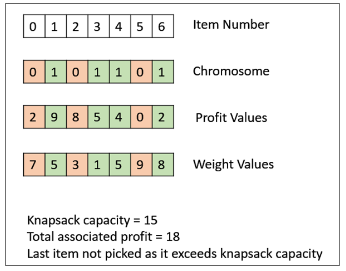 0 1 2 3 4 5 6 Item Number
0 1 0 1 1 0 1 Chromosome
2 9 8 5 4 0 2 Profit Values
7 5 3 1 5 9 8 Weight Values
Knapsack capacity = 15
Total associated profit = 18
Last item not picked as it exceeds knapsack capacity